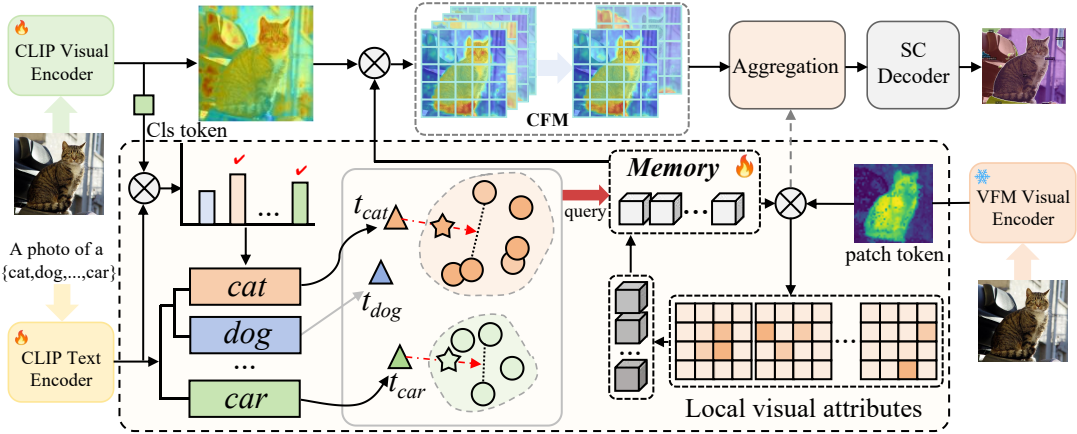 CLIP Visual
Encoder
Cls token
CFM
Aggregation
SC
Decoder
Memory
query
patch token
VFM Visual
Encoder
A photo of a
{cat,dog,...,car}
CLIP Text
Encoder
...
cat
dog
...
car
t_cat
t_dog
t_car
...
...
...
Local visual attributes